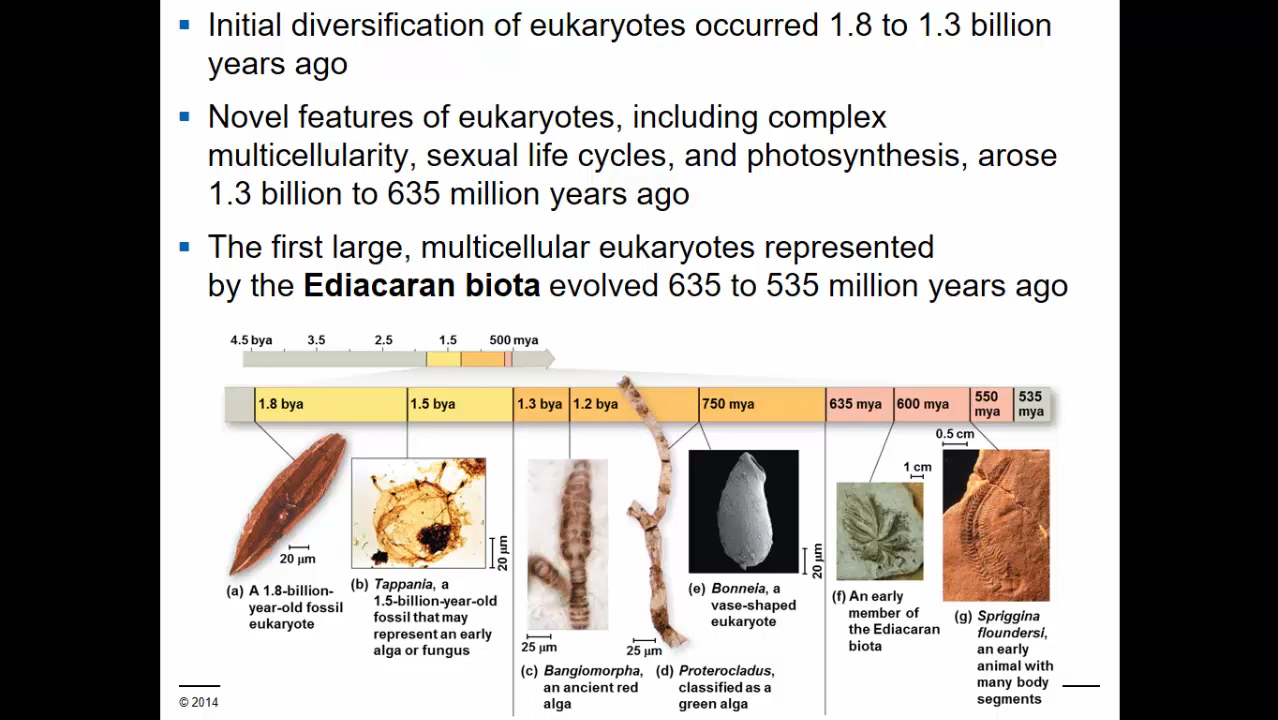 Initial diversification of eukaryotes occurred 1.8 to 1.3 billion
years ago
Novel features of eukaryotes, including complex
multicellularity, sexual life cycles, and photosynthesis, arose
1.3 billion to 635 million years ago
The first large, multicellular eukaryotes represented
by the Ediacaran biota evolved 635 to 535 million years ago
4.5 bya 3.5 2.5 1.5 500 mya
1.8 bya 1.5 bya 1.3 bya 1.2 bya 750 mya 635 mya 600 mya 550 mya 535 mya
20 μm
(a) A 1.8-billion-
year-old fossil
eukaryote
20 μm
(b) Tappania, a
1.5-billion-year-old
fossil that may
represent an early
alga or fungus
25 μm
(c) Bangiomorpha,
an ancient red
alga
25 μm
(d) Proterocladus,
classified as a
green alga
20 μm
(e) Bonneia, a
vase-shaped
eukaryote
1 cm
(f) An early
member of
the Ediacaran
biota
0.5 cm
(g) Spriggina
floundersi,
an early
animal with
many body
segments
© 2014